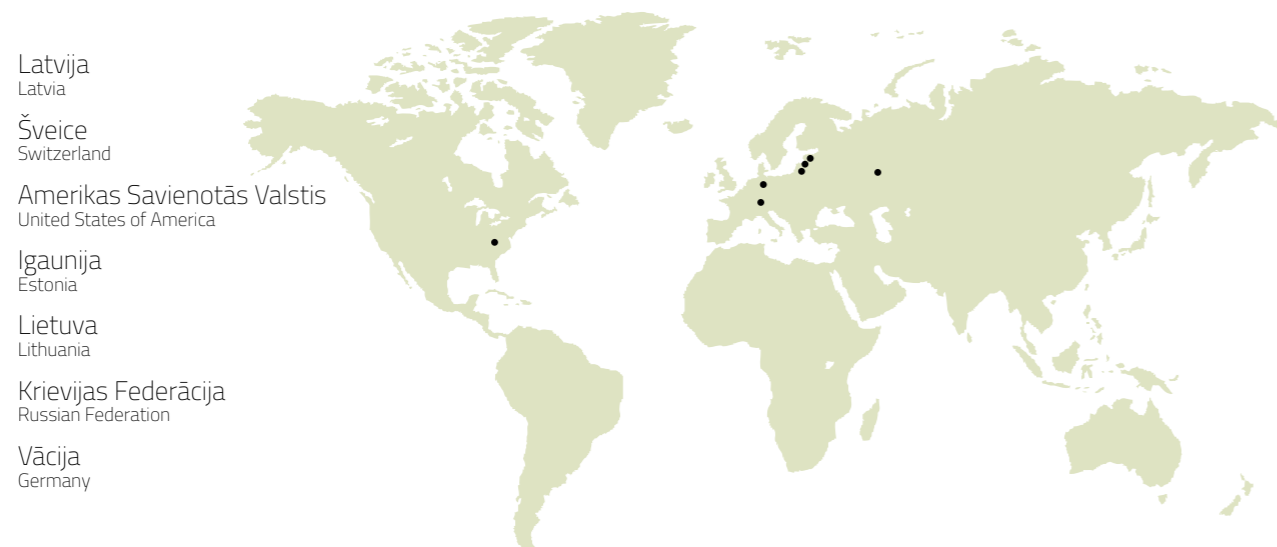 Latvija
Latvia
Šveice
Switzerland
Amerikas Savienotās Valstis
United States of America
Igaunija
Estonia
Lietuva
Lithuania
Krievijas Federācija
Russian Federation
Vācija
Germany